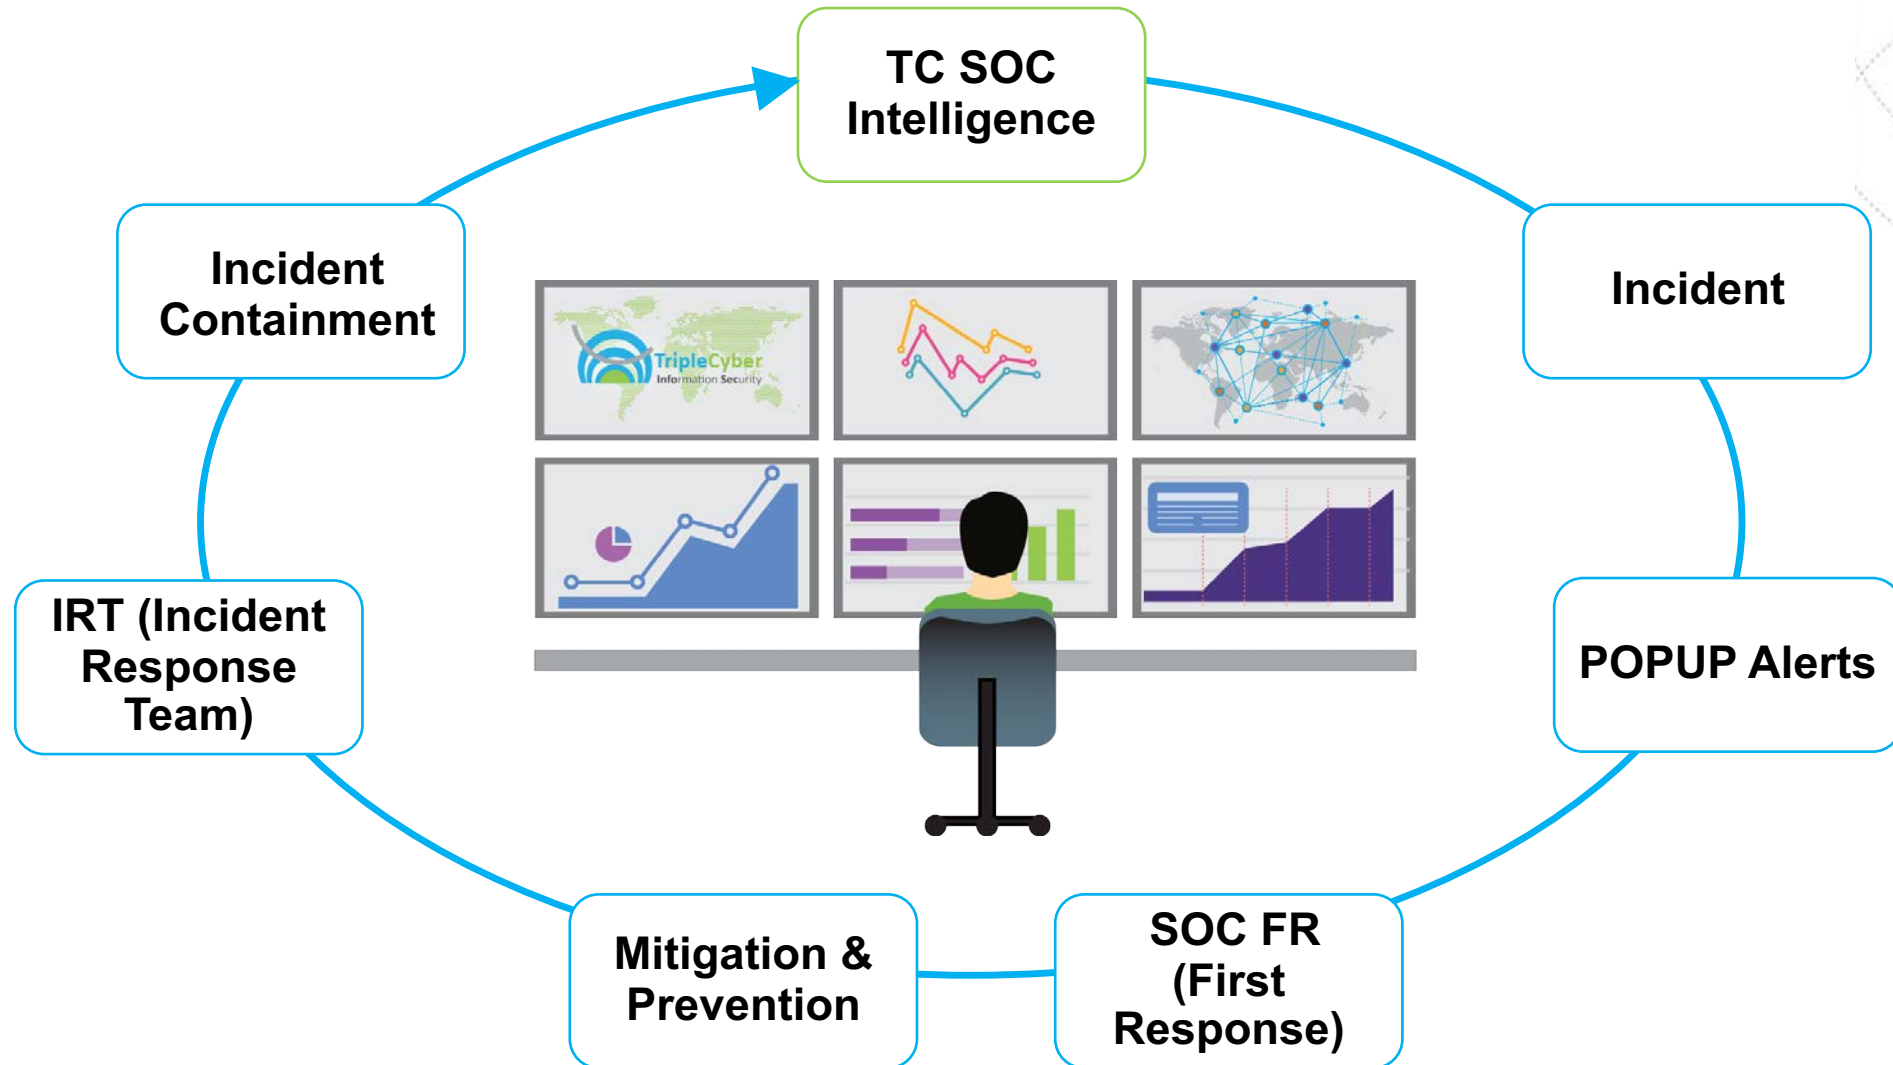 TC SOC
Intelligence
Incident
POPUP Alerts
SOC FR
(First
Response)
Mitigation &
Prevention
IRT (Incident
Response
Team)
Incident
Containment
TripleCyber
Information Security